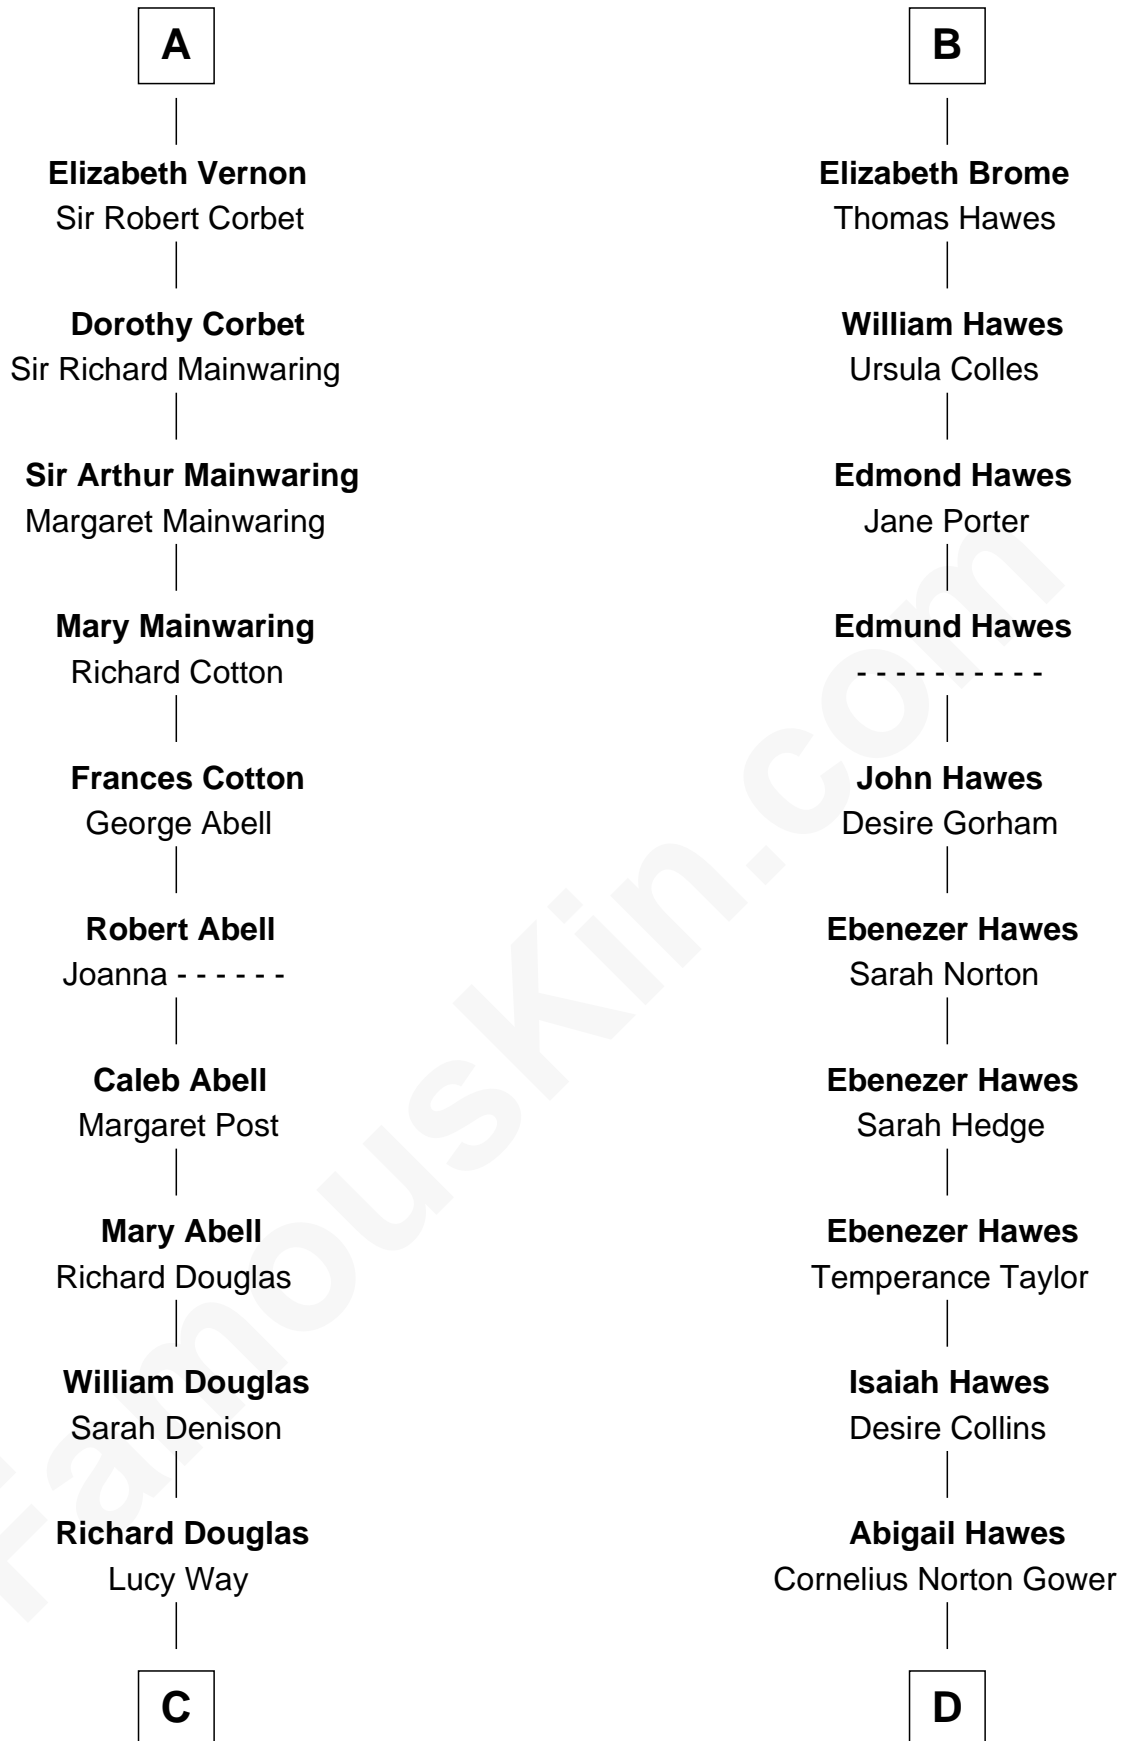 A
Elizabeth Vernon
Sir Robert Corbet
Dorothy Corbet
Sir Richard Mainwaring
Sir Arthur Mainwaring
Margaret Mainwaring
Mary Mainwaring
Richard Cotton
Frances Cotton
George Abell
Robert Abell
Joanna - - - - - -
Caleb Abell
Margaret Post
Mary Abell
Richard Douglas
William Douglas
Sarah Denison
Richard Douglas
Lucy Way
C
B
Elizabeth Brome
Thomas Hawes
William Hawes
Ursula Colles
Edmond Hawes
Jane Porter
Edmund Hawes
- - - - - - - - - -
John Hawes
Desire Gorham
Ebenezer Hawes
Sarah Norton
Ebenezer Hawes
Sarah Hedge
Ebenezer Hawes
Temperance Taylor
Isaiah Hawes
Desire Collins
Abigail Hawes
Cornelius Norton Gower
D
FamousKin.com